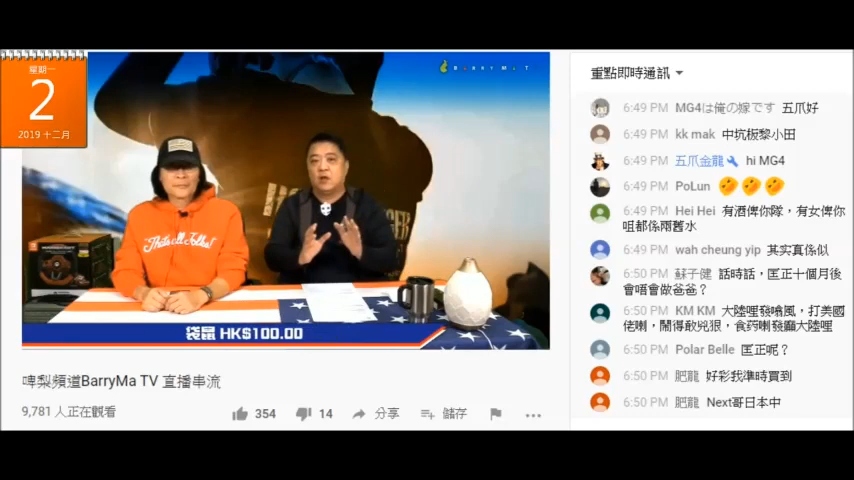 星期一
2
2019 十二月
BARRYMAT
That's all Folks!
袋鼠 HK$100.00
啤梨頻道BarryMa TV 直播串流
9,781 人正在觀看
354
14
分享
儲存
重點即時通訊
6:49 PM MG4は俺の嫁です 五爪好
6:49 PM kk mak 中坑板黎小田
6:49 PM 五爪金龍 hi MG4
6:49 PM PoLun
6:49 PM Hei Hei 有酒俾你隊，有女俾你
咀都係兩舊水
6:49 PM wah cheung yip 其实真係似
6:50 PM 蘇子健 話時話，匡正十個月後
會唔會做爸爸？
6:50 PM KM KM 大陸哩發噏風，打美國
佬喇，鬧得敢兇狠，食药喇發巔大陸哩
6:50 PM Polar Belle 匡正呢？
6:50 PM 肥龍 好彩我準時買到
6:50 PM 肥龍 Next哥日本中